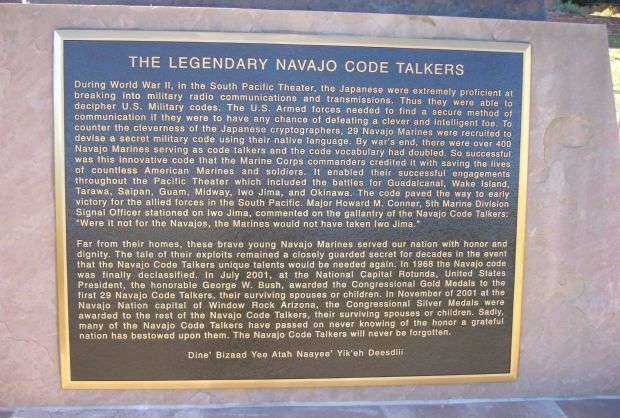 THE LEGENDARY NAVAJO CODE TALKERS
During World War II, in the South Pacific Theater, the Japanese were extremely proficient at
breaking into military radio communications and transmissions. Thus they were able to
decipher U.S. Military codes. The U.S. Armed forces needed to find a secure method of
communication if they were to have any chance of defeating a clever and intelligent foe. To
counter the cleverness of the Japanese cryptographers, 29 Navajo Marines were recruited to
devise a secret military code using their native language. By war's end, there were over 400
Navajo Marines serving as code talkers and the code vocabulary had doubled. So successful
was this innovative code that the Marine Corps commanders credited it with saving the lives
of countless American Marines and soldiers. It enabled their successful engagements
throughout the Pacific Theater which included the battles for Guadalcanal, Wake Island,
Tarawa, Saipan, Guam, Midway, Iwo Jima, and Okinawa. The code paved the way to early
victory for the allied forces in the South Pacific. Major Howard M. Conner, 5th Marine Division
Signal Officer stationed on Iwo Jima, commented on the gallantry of the Navajo Code Talkers:
"Were it not for the Navajos, the Marines would not have taken Iwo Jima."
Far from their homes, these brave young Navajo Marines served our nation with honor and
dignity. The tale of their exploits remained a closely guarded secret for decades in the event
that the Navajo Code Talkers unique talents would be needed again. In 1968 the Navajo code
was finally declassified. In July 2001, at the National Capital Rotunda, United States
President, the honorable George W. Bush, awarded the Congressional Gold Medals to the
first 29 Navajo Code Talkers, their surviving spouses or children. In November of 2001 at the
Navajo Nation capital of Window Rock Arizona, the Congressional Silver Medals were
awarded to the rest of the Navajo Code Talkers, their surviving spouses or children. Sadly,
many of the Navajo Code Talkers have passed on never knowing of the honor a grateful
nation has bestowed upon them. The Navajo Code Talkers will never be forgotten.
Dine' Bizaad Yee Atah Naayee' Yik'eh Deesdlii